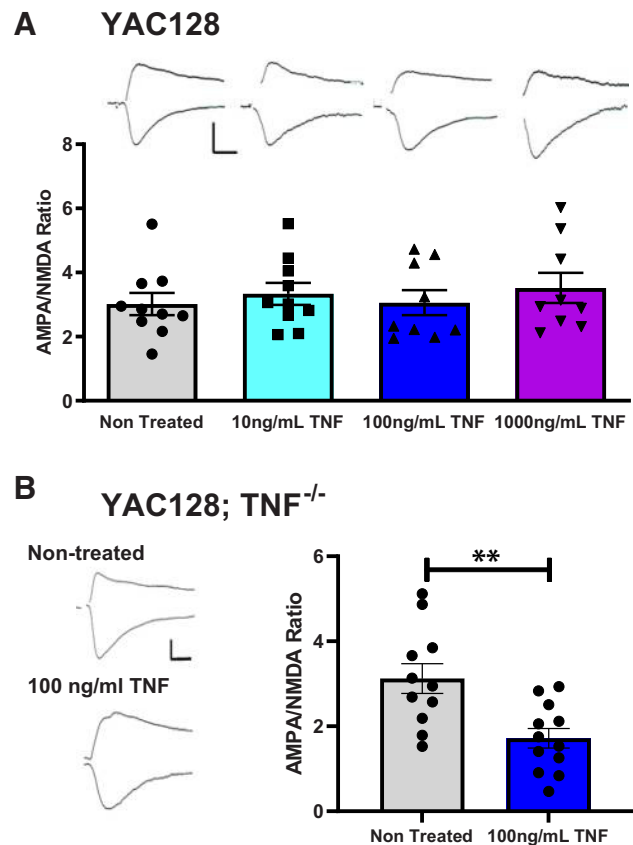 A YAC128
8
6
4
2
0
AMPA/NMDA Ratio
Non Treated 10ng/mL TNF 100ng/mL TNF 1000ng/mL TNF
B YAC128; TNF-/-
Non-treated
100 ng/ml TNF
6
4
2
0
AMPA/NMDA Ratio
**
Non Treated 100ng/mL TNF